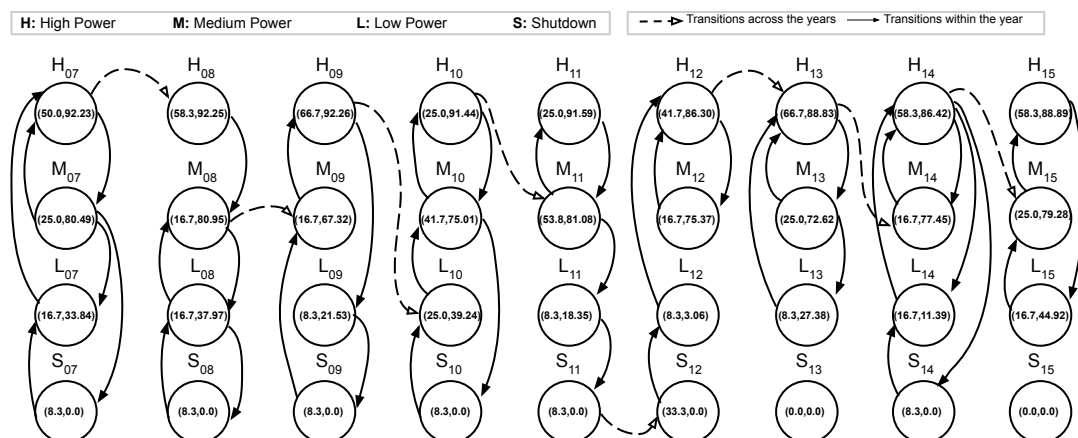 H: High Power M: Medium Power L: Low Power S: Shutdown Transitions across the years Transitions within the year
H07 H08 H09 H10 H11 H12 H13 H14 H15
(50.0,92.23) (58.3,92.25) (66.7,92.26) (25.0,91.44) (25.0,91.59) (41.7,86.30) (66.7,88.83) (58.3,86.42) (58.3,88.89)
M07 M08 M09 M10 M11 M12 M13 M14 M15
(25.0,80.49) (16.7,80.95) (16.7,67.32) (41.7,75.01) (53.8,81.08) (16.7,75.37) (25.0,72.62) (16.7,77.45) (25.0,79.28)
L07 L08 L09 L10 L11 L12 L13 L14 L15
(16.7,33.84) (16.7,37.97) (8.3,21.53) (25.0,39.24) (8.3,18.35) (8.3,3.06) (8.3,27.38) (16.7,11.39) (16.7,44.92)
S07 S08 S09 S10 S11 S12 S13 S14 S15
(8.3,0.0) (8.3,0.0) (8.3,0.0) (8.3,0.0) (8.3,0.0) (33.3,0.0) (0.0,0.0) (8.3,0.0) (0.0,0.0)